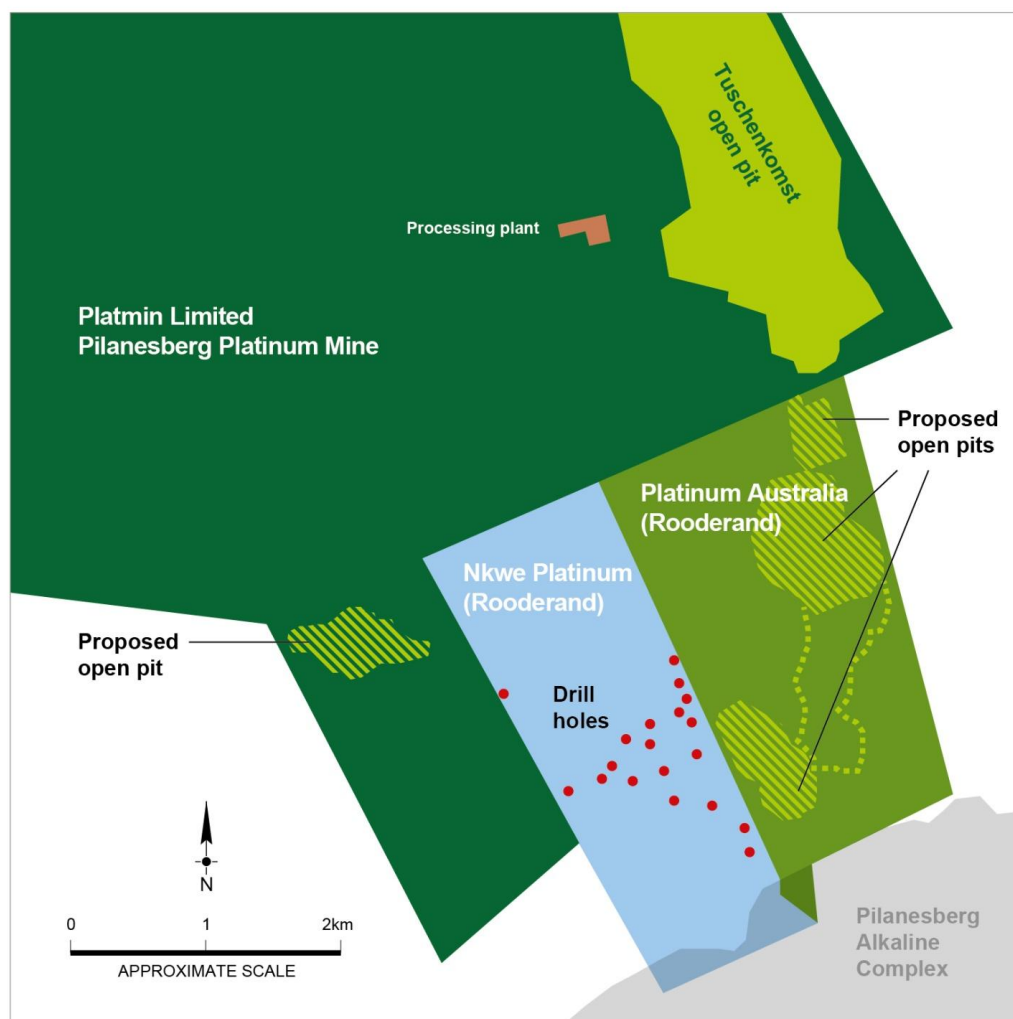 Tuschenkomst
open pit
Processing plant
Platmin Limited
Pilanesberg Platinum Mine
Proposed
open pits
Platinum Australia
(Rooderand)
Nkwe Platinum
(Rooderand)
Proposed
open pit
Drill
holes
N
0 1 2km
APPROXIMATE SCALE
Pilanesberg
Alkaline
Complex